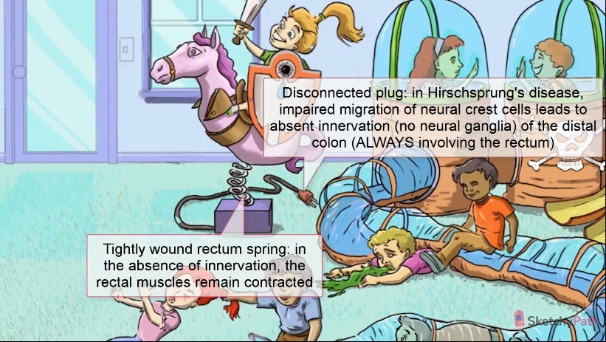 Disconnected plug: in Hirschsprung's disease,
impaired migration of neural crest cells leads to
absent innervation (no neural ganglia) of the distal
colon (ALWAYS involving the rectum)
Tightly wound rectum spring: in
the absence of innervation, the
rectal muscles remain contracted
SketchyPath